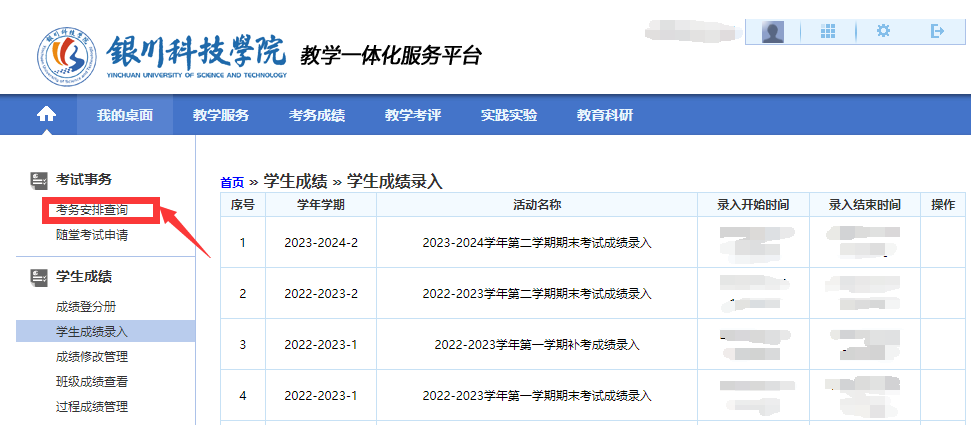 银川科技学院 教学一体化服务平台
YINCHUAN UNIVERSITY OF SCIENCE AND TECHNOLOGY
我的桌面 教学服务 考务成绩 教学考评 实践实验 教育科研
考试事务
考务安排查询
随堂考试申请
学生成绩
成绩登分册
学生成绩录入
成绩修改管理
班级成绩查看
过程成绩管理
首页 » 学生成绩 » 学生成绩录入
序号 学年学期 活动名称 录入开始时间 录入结束时间 操作
1 2023-2024-2 2023-2024学年第二学期期末考试成绩录入
2 2022-2023-2 2022-2023学年第二学期期末考试成绩录入
3 2022-2023-1 2022-2023学年第一学期补考成绩录入
4 2022-2023-1 2022-2023学年第一学期期末考试成绩录入